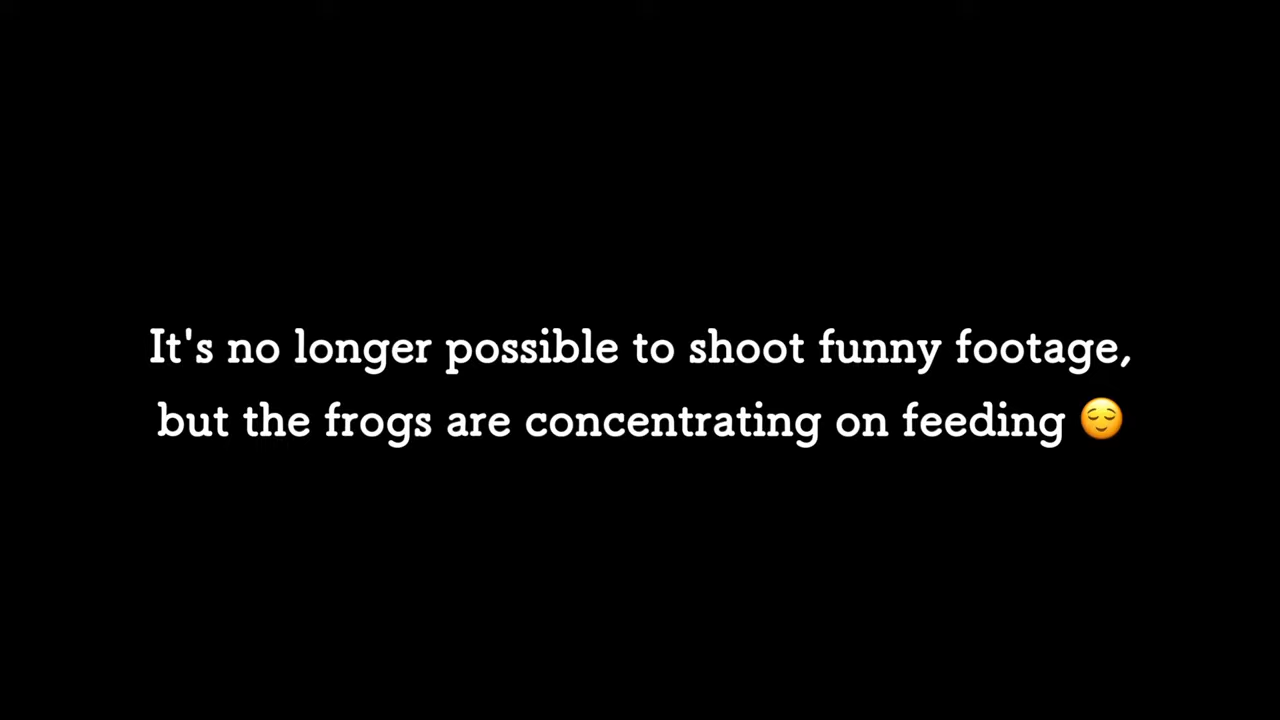 It's no longer possible to shoot funny footage,
but the frogs are concentrating on feeding 😌